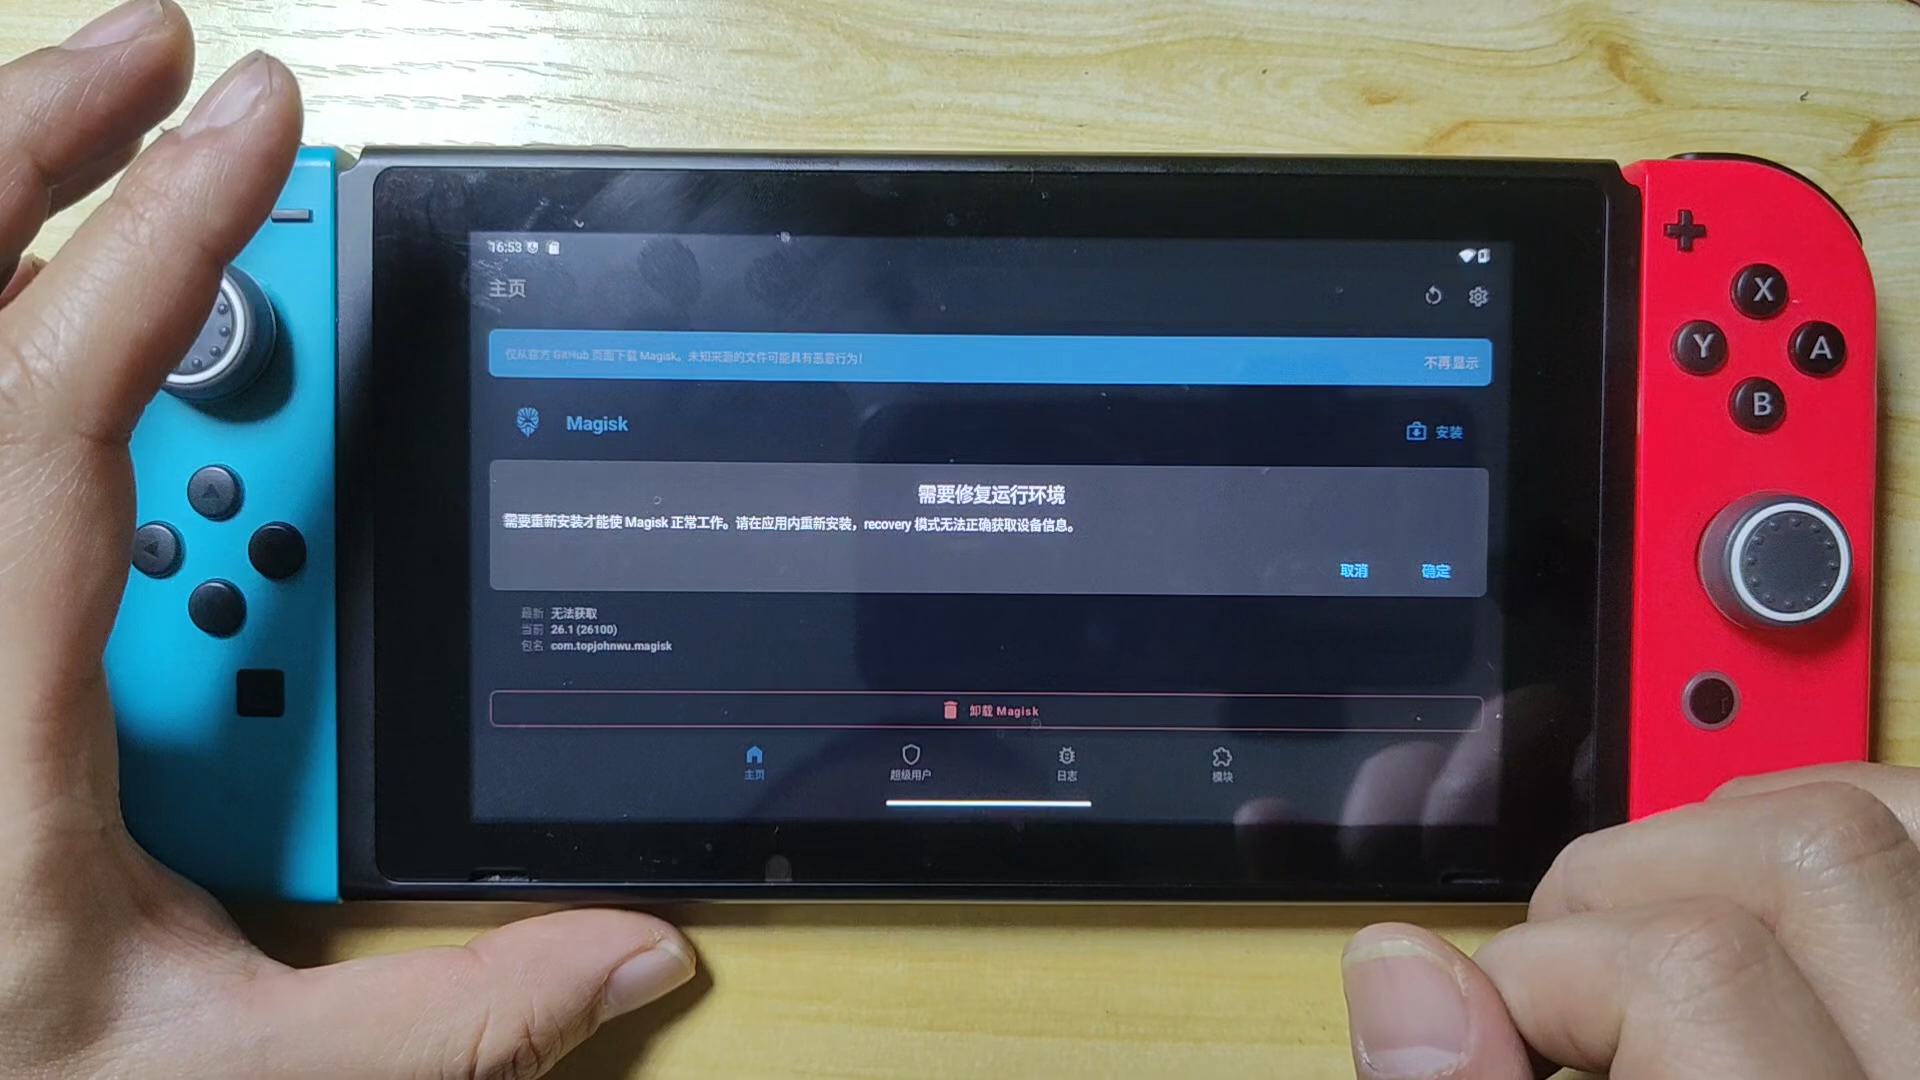 16:53
主页
仅从官方 GitHub 页面下载 Magisk。未知来源的文件可能具有恶意行为！
不再显示
Magisk
安装
需要修复运行环境
需要重新安装才能使 Magisk 正常工作。请在应用内重新安装，recovery 模式无法正确获取设备信息。
取消
确定
最新 无法获取
当前 26.1 (26100)
包名 com.topjohnwu.magisk
卸载 Magisk
主页
超级用户
日志
模块
X
Y
A
B